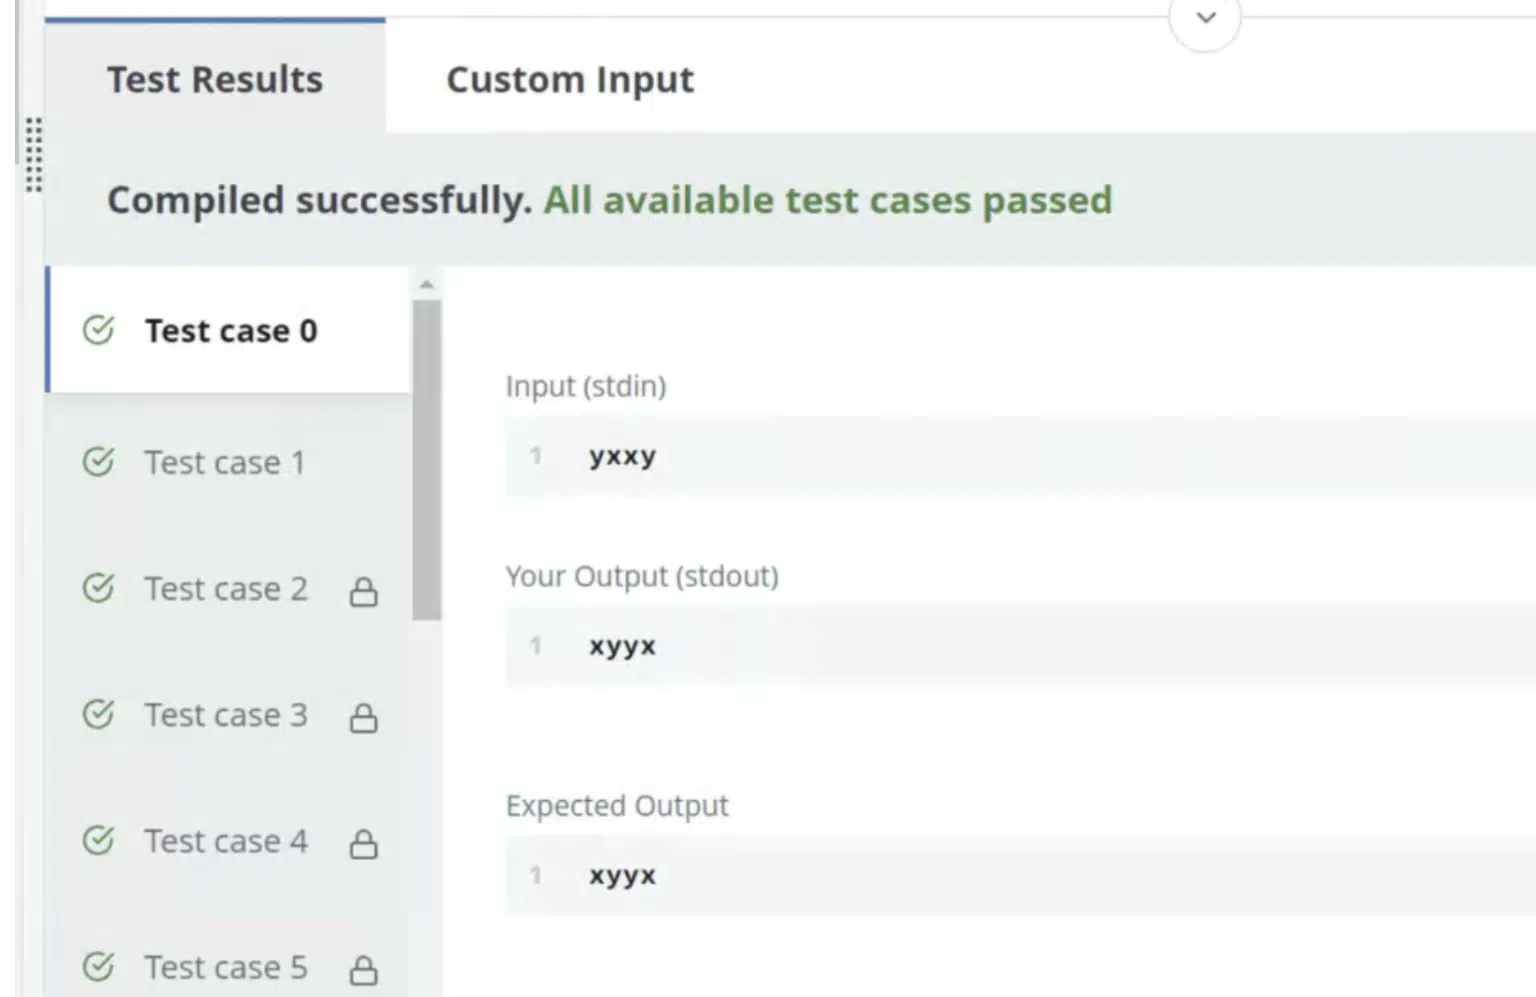 Test Results
Custom Input
Compiled successfully. All available test cases passed
Test case 0
Test case 1
Test case 2
Test case 3
Test case 4
Test case 5
Input (stdin)
1 yxxy
Your Output (stdout)
1 xyyx
Expected Output
1 xyyx